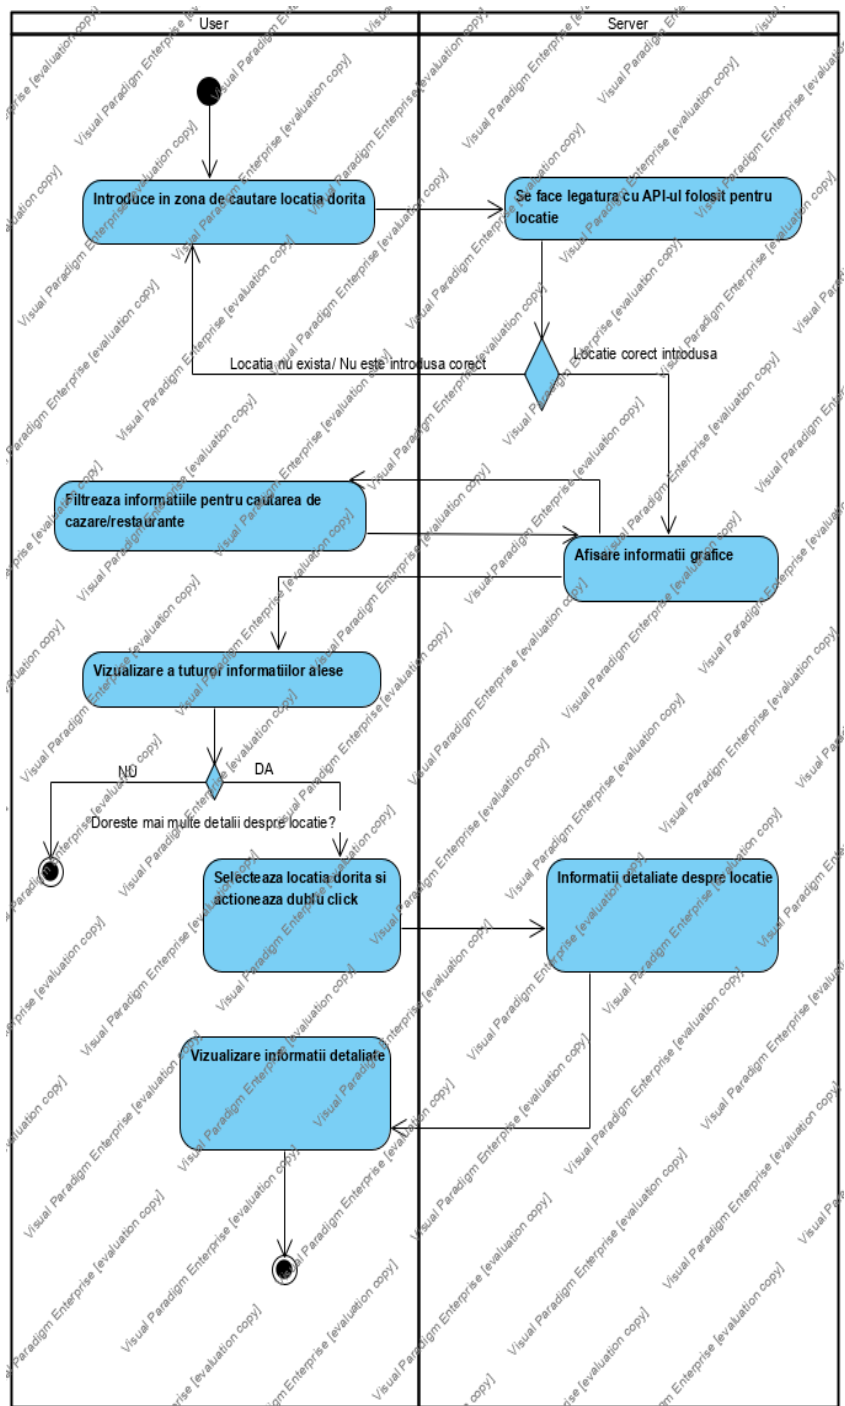 User
Server
Introduce in zona de cautare locatia dorita
Se face legatura cu API-ul folosit pentru
locatie
Locatia nu exista/ Nu este introdusa corect
Locatie corect introdusa
Filtreaza informatiile pentru cautarea de
cazare/restaurante
Afisare informatii grafice
Vizualizare a tuturor informatiilor alese
NU
DA
Doreste mai multe detalii despre locatie?
Selecteaza locatia dorita si
actioneaza dublu click
Informatii detaliate despre locatie
Vizualizare informatii detaliate
Visual Paradigm Enterprise [evaluation copy]